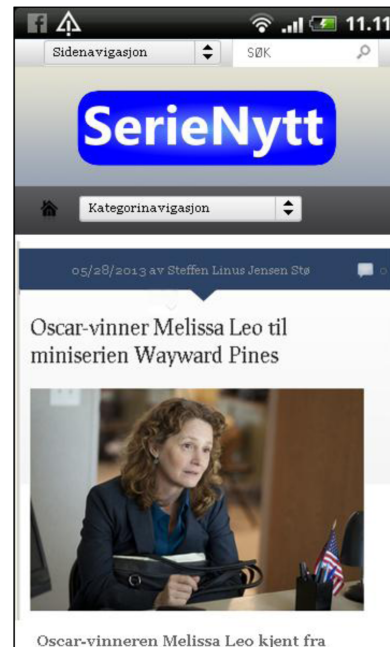 11.11
Sidenavigasjon SØK
SerieNytt
Kategorinavigasjon
05/28/2013 av Steffen Linus Jensen Stø 0
Oscar-vinner Melissa Leo til
miniserien Wayward Pines
Oscar-vinneren Melissa Leo kjent fra